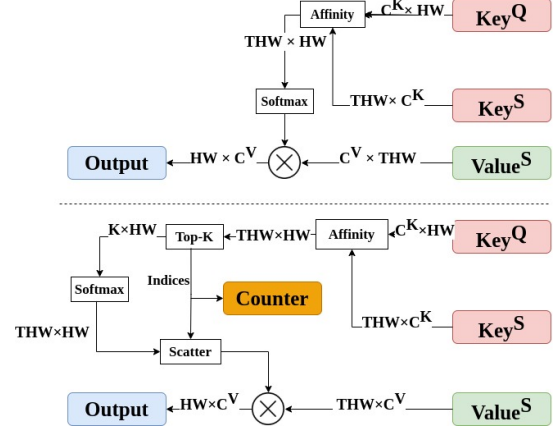 Affinity
C^K × HW
Key^Q
THW × HW
Softmax
THW× C^K
Key^S
Output
HW × C^V
C^V × THW
Value^S
K×HW
Top-K
THW×HW
Affinity
C^K×HW
Key^Q
Softmax
Indices
Counter
THW×HW
THW×C^K
Key^S
Scatter
Output
HW×C^V
THW×C^V
Value^S